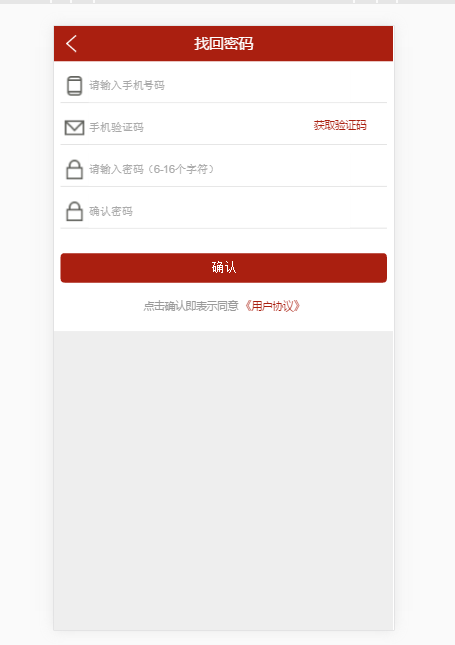 找回密码
请输入手机号码
手机验证码 获取验证码
请输入密码（6-16个字符）
确认密码
确认
点击确认即表示同意《用户协议》